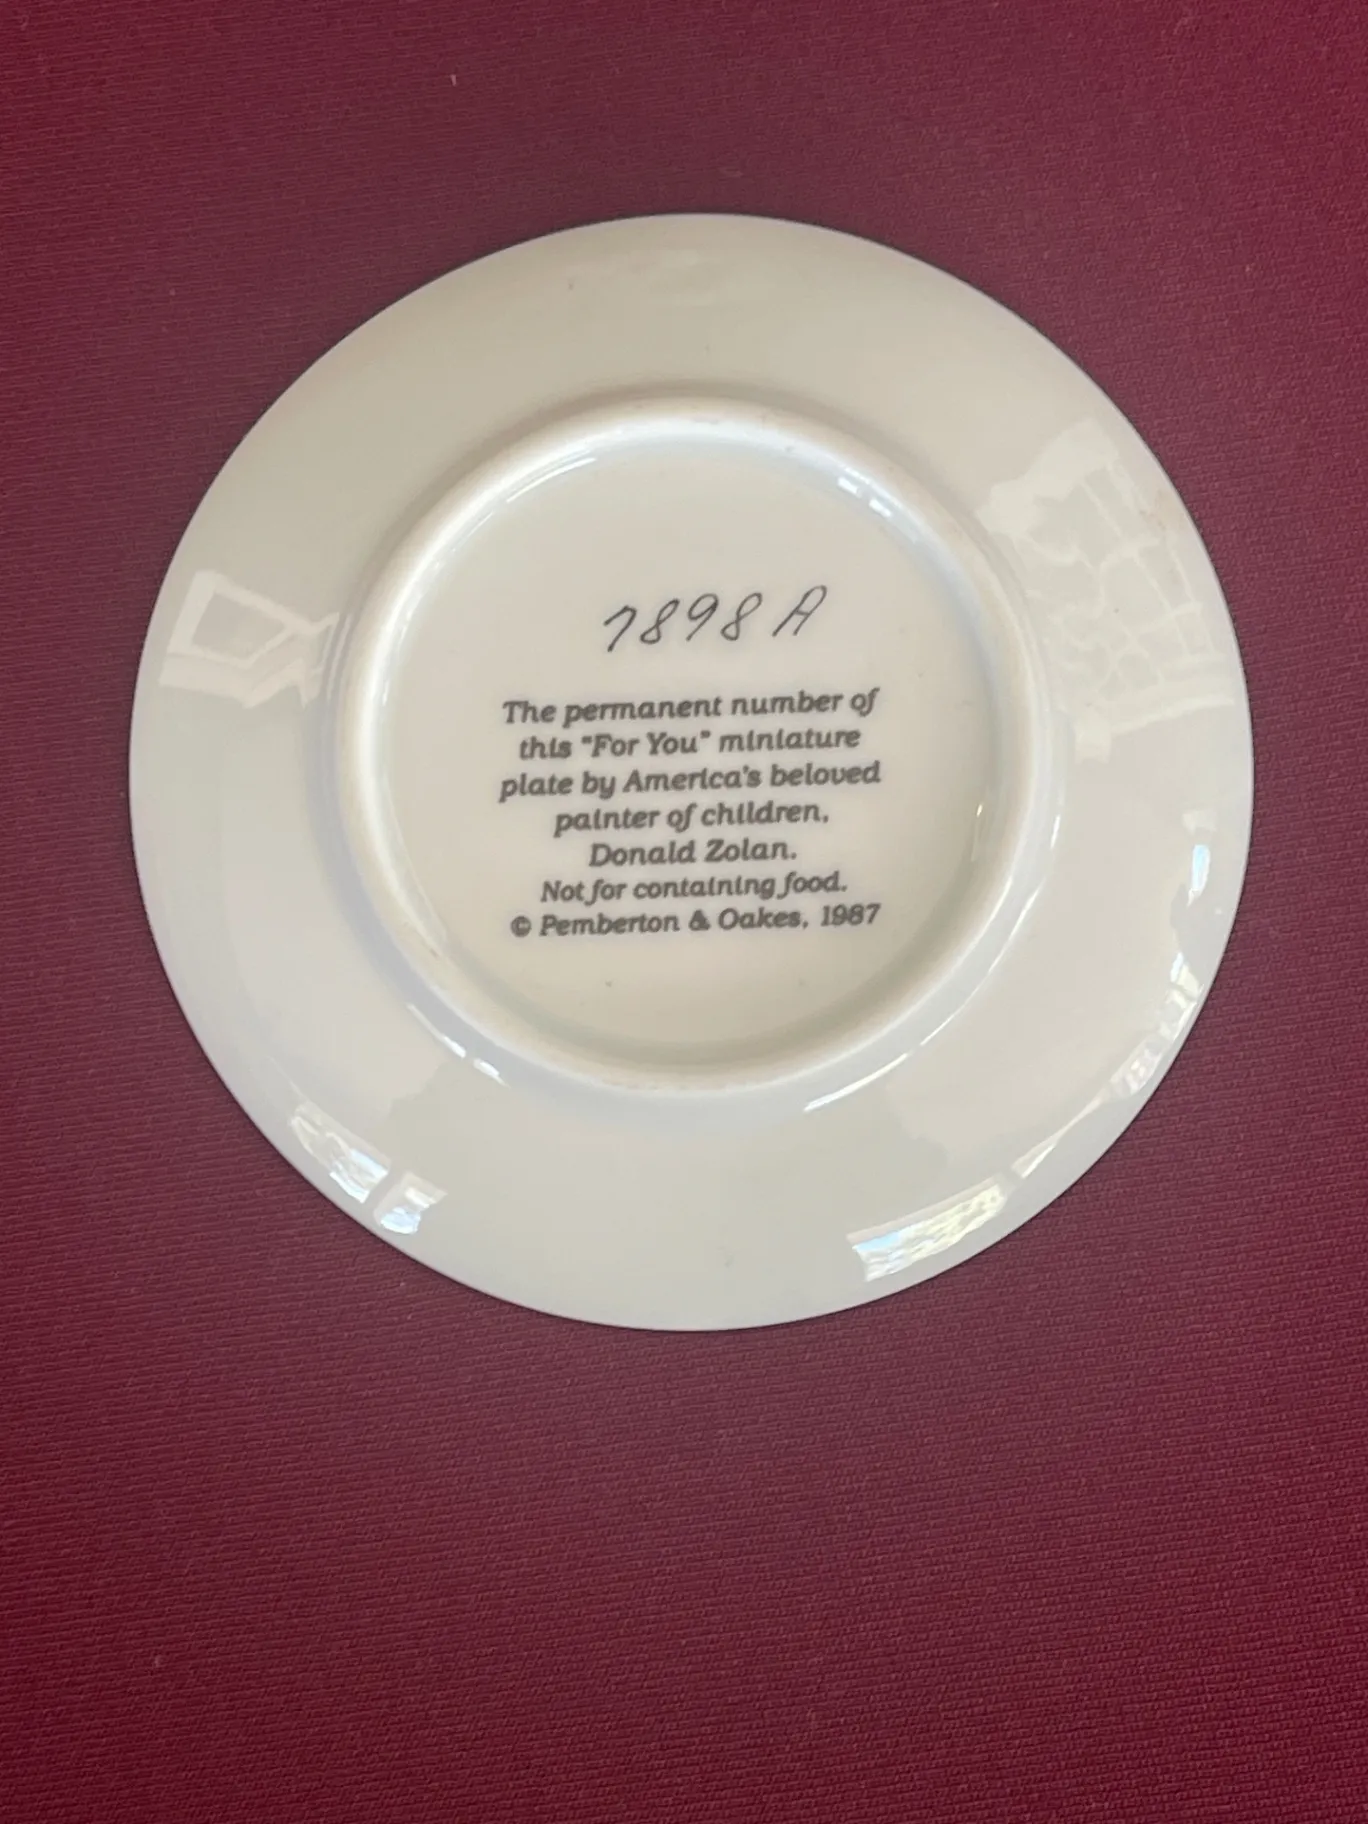 7898 A
The permanent number of
this "For You" miniature
plate by America's beloved
painter of children,
Donald Zolan.
Not for containing food.
© Pemberton & Oakes, 1987